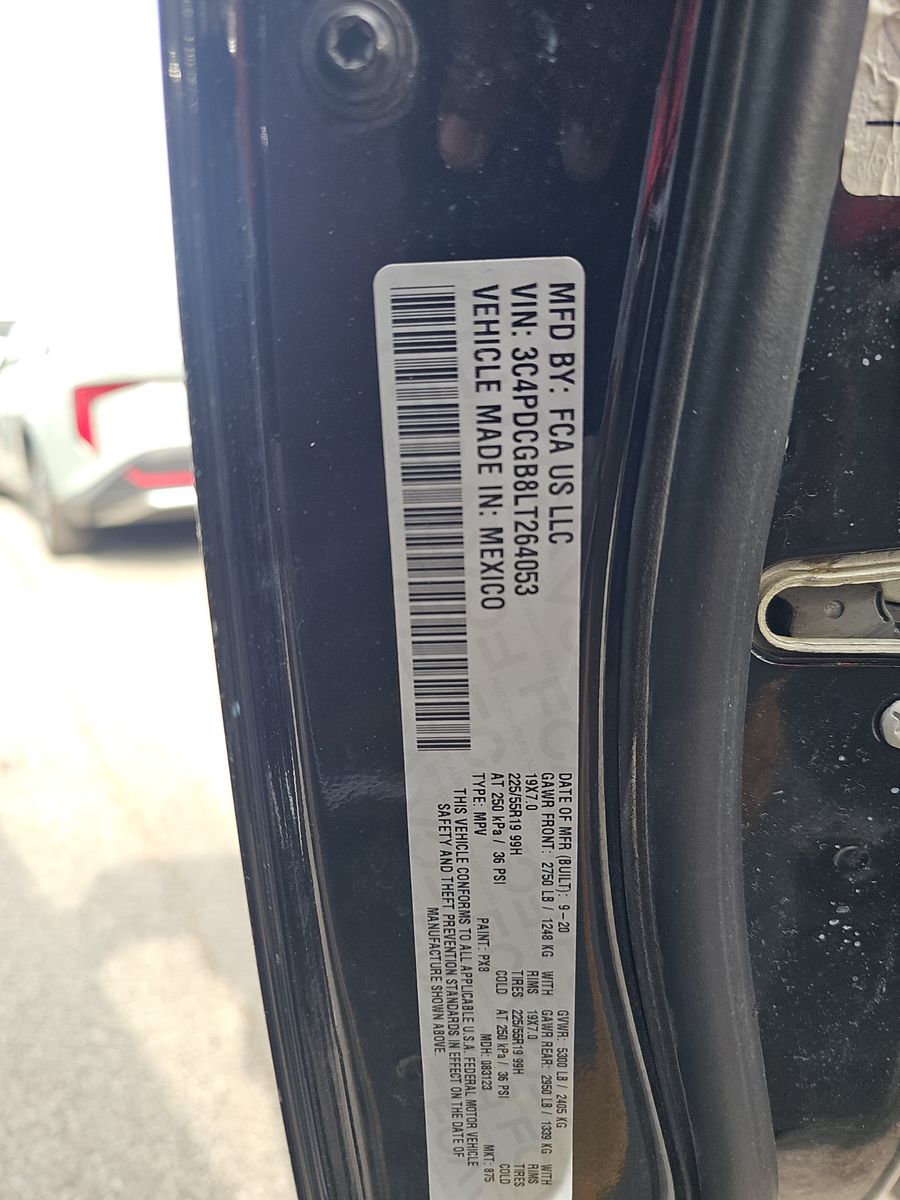 MFD BY: FCA US LLC
VIN: 3C4PDCGB8LT264053
VEHICLE MADE IN: MEXICO
DATE OF MFR (BUILT): 9-20 GVWR: 5300 LB / 2405 KG
GAWR FRONT: 2750 LB / 1248 KG WITH GAWR REAR: 2950 LB / 1339 KG WITH
19X7.0 RIMS 19X7.0 RIMS
225/55R19 99H TIRES 225/55R19 99H TIRES
AT 250 kPa / 36 PSI COLD AT 250 kPa / 36 PSI COLD
TYPE: MPV PAINT: PX8 MDH: 083123 MKT: 875
THIS VEHICLE CONFORMS TO ALL APPLICABLE U.S.A. FEDERAL MOTOR VEHICLE
SAFETY AND THEFT PREVENTION STANDARDS IN EFFECT ON THE DATE OF
MANUFACTURE SHOWN ABOVE.